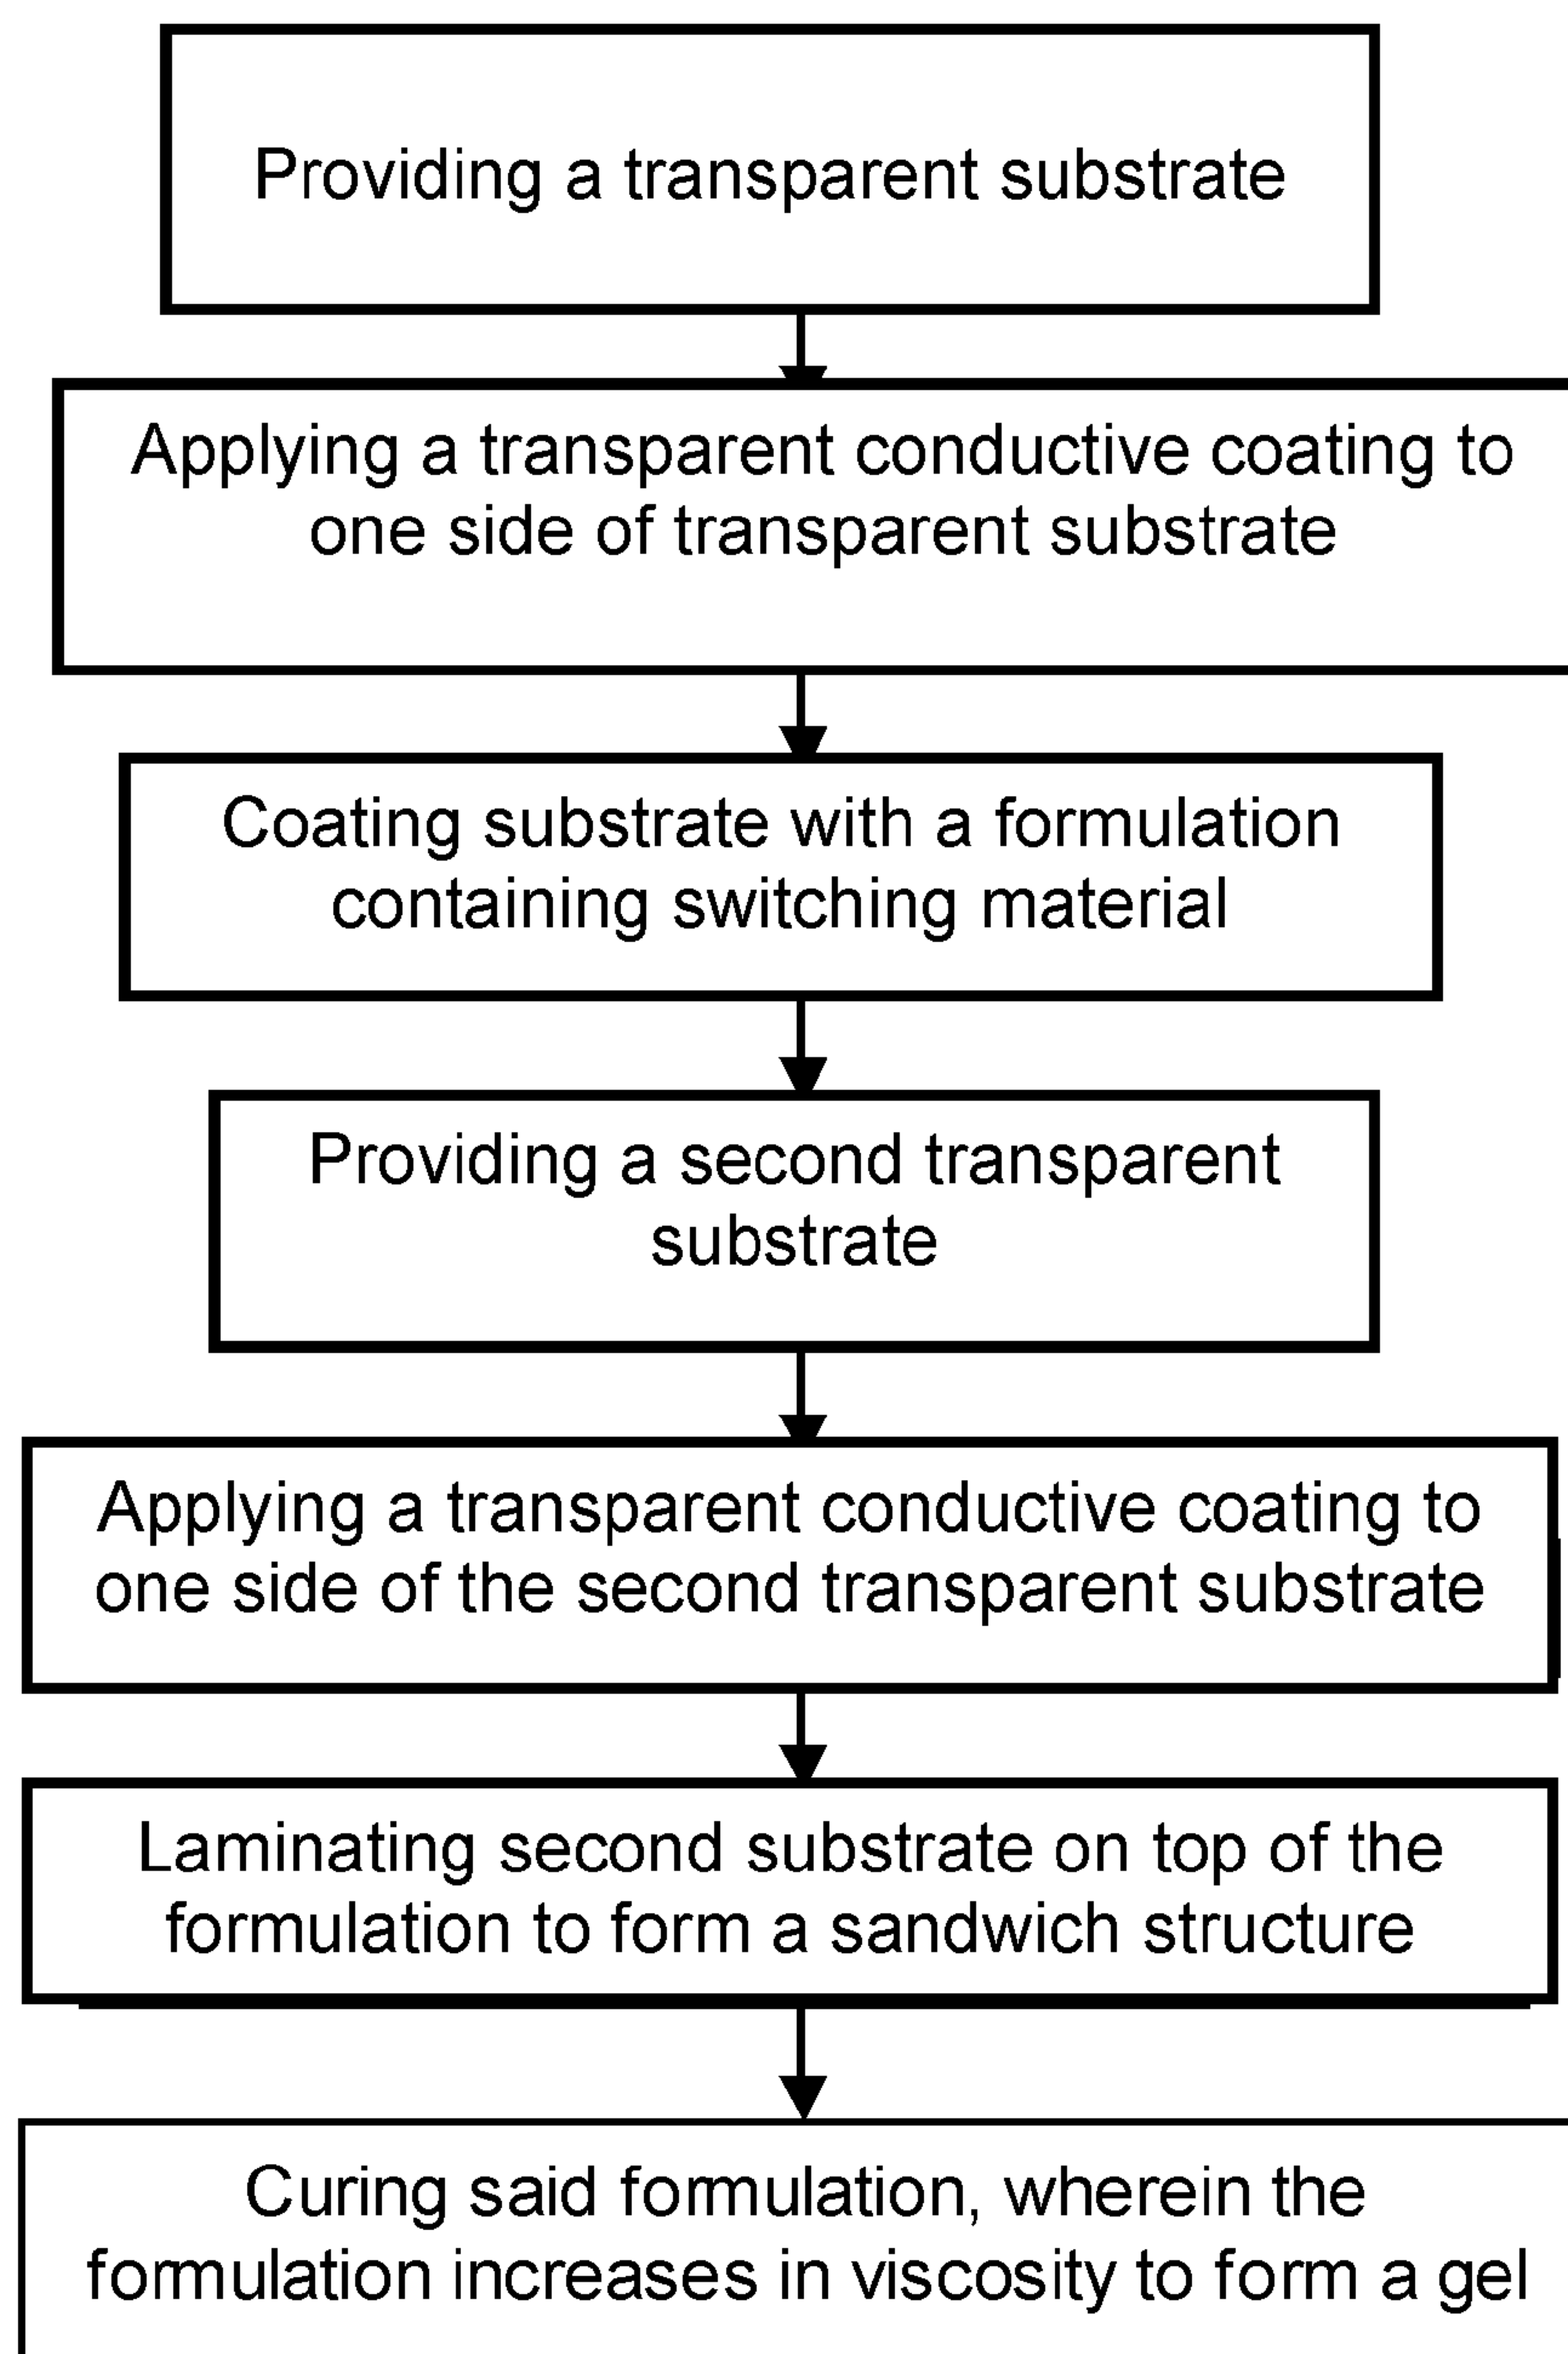 Providing a transparent substrate
Applying a transparent conductive coating to
one side of transparent substrate
Coating substrate with a formulation
containing switching material
Providing a second transparent
substrate
Applying a transparent conductive coating to
one side of the second transparent substrate
Laminating second substrate on top of the
formulation to form a sandwich structure
Curing said formulation, wherein the
formulation increases in viscosity to form a gel